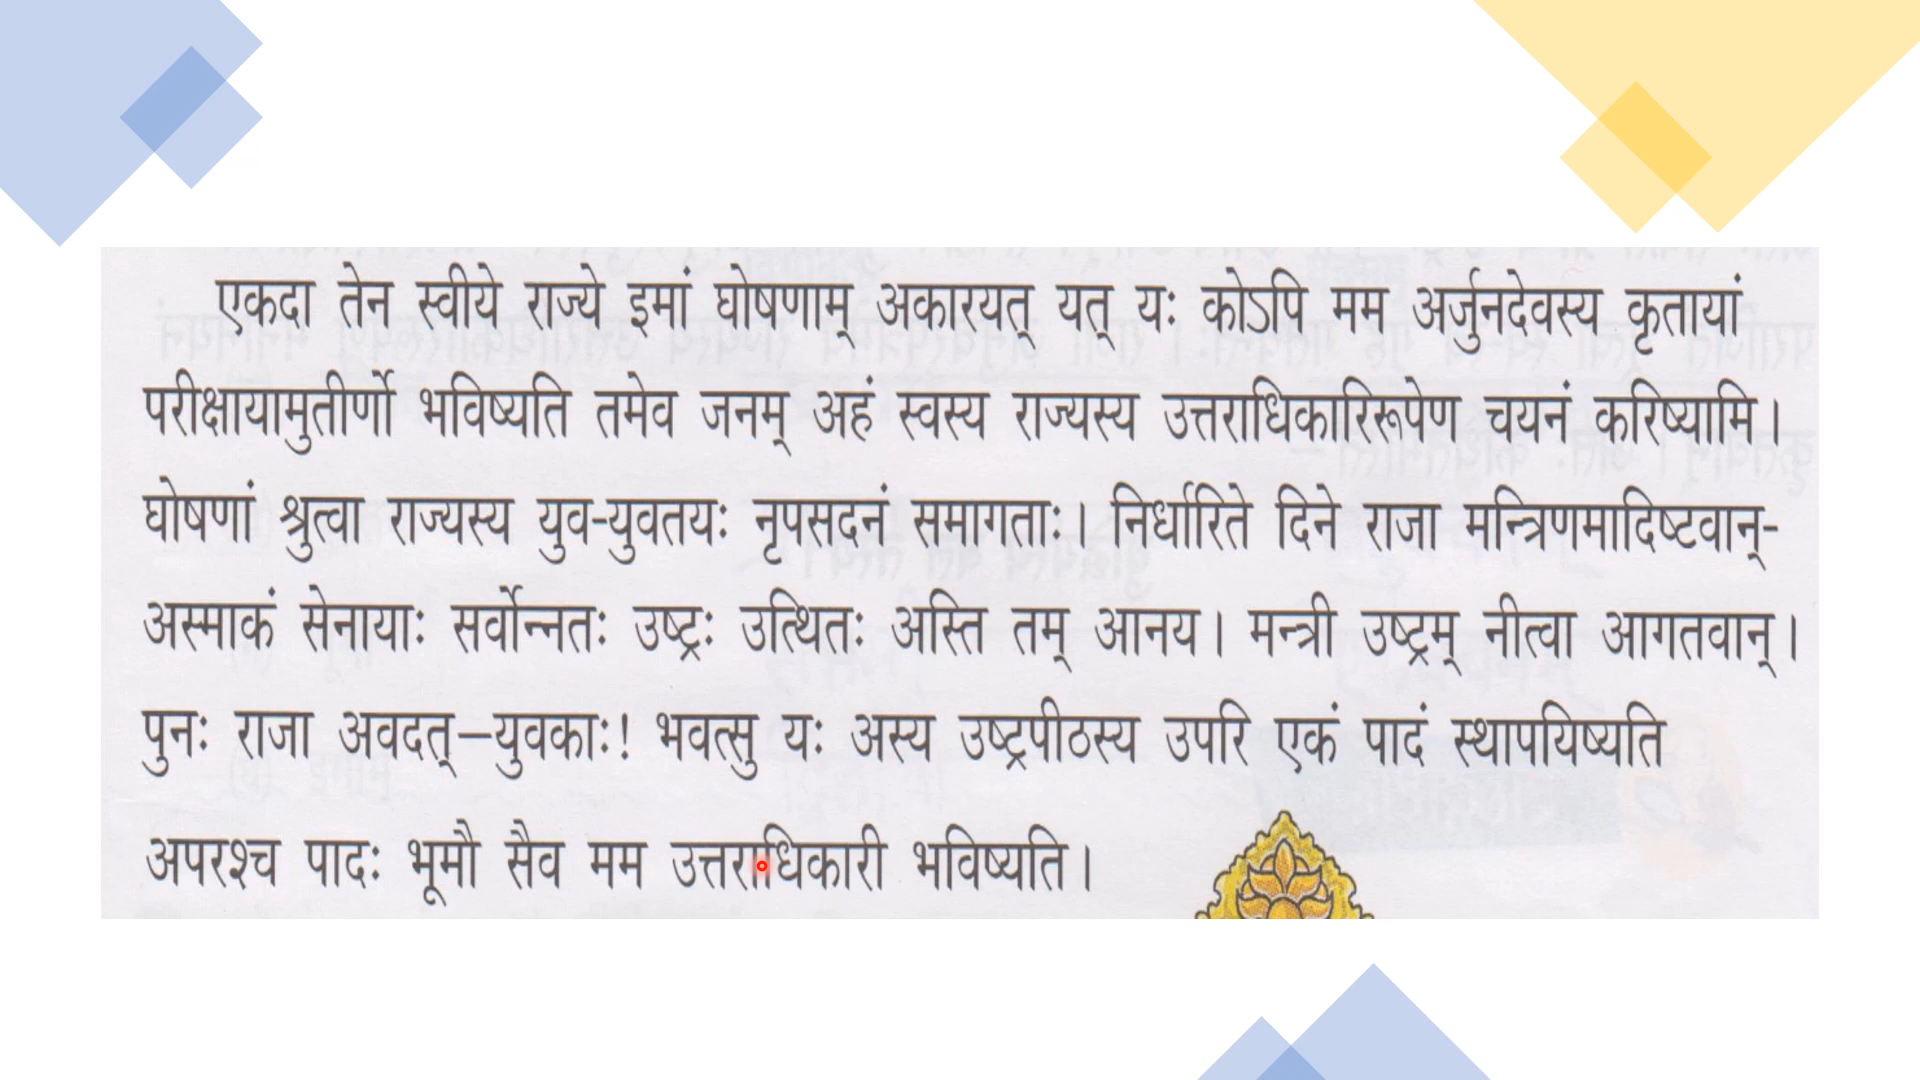 एकदा तेन स्वीये राज्ये इमां घोषणाम् अकारयत् यत् यः कोऽपि मम अर्जुनदेवस्य कृतायां
परीक्षायामुतीर्णो भविष्यति तमेव जनम् अहं स्वस्य राज्यस्य उत्तराधिकारिरूपेण चयनं करिष्यामि।
घोषणां श्रुत्वा राज्यस्य युव-युवतयः नृपसदनं समागताः। निर्धारिते दिने राजा मन्त्रिणमादिष्टवान्-
अस्माकं सेनायाः सर्वोन्नतः उष्ट्रः उत्थितः अस्ति तम् आनय। मन्त्री उष्ट्रम् नीत्वा आगतवान्।
पुनः राजा अवदत्–युवकाः! भवत्सु यः अस्य उष्ट्रपीठस्य उपरि एकं पादं स्थापयिष्यति
अपरश्च पादः भूमौ सैव मम उत्तराधिकारी भविष्यति।